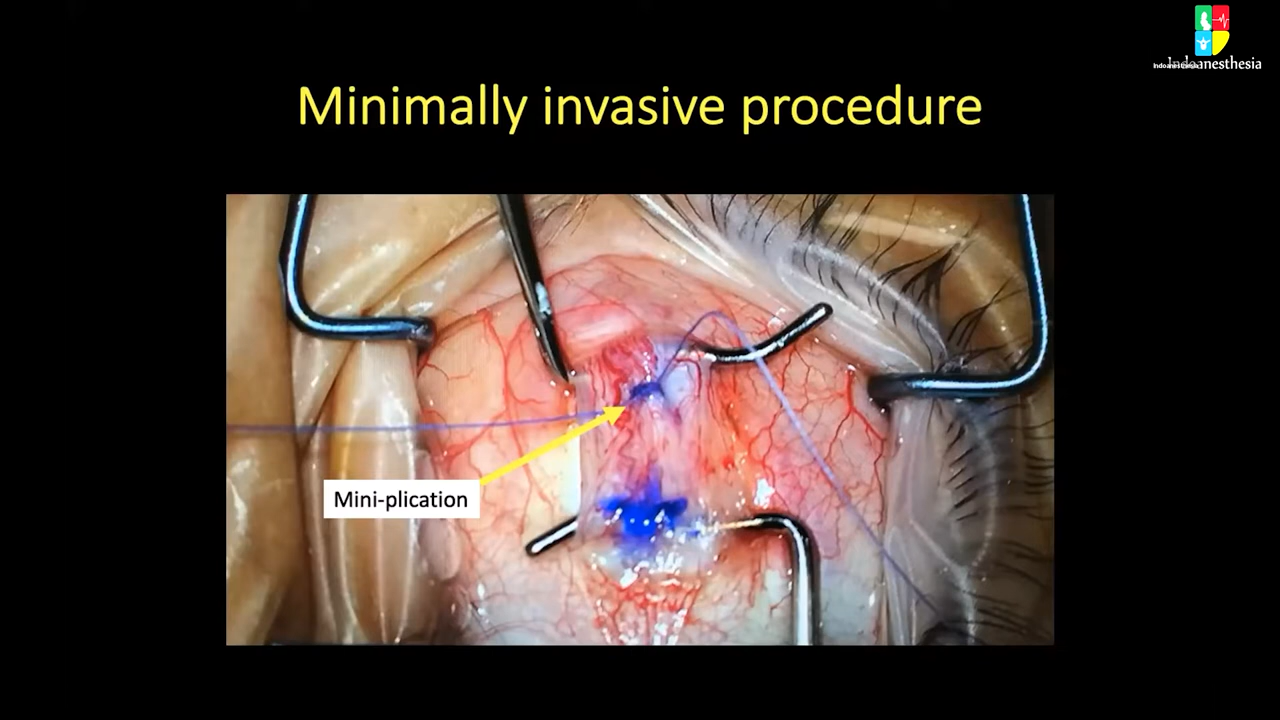 Indoanesthesia
Minimally invasive procedure
Mini-plication